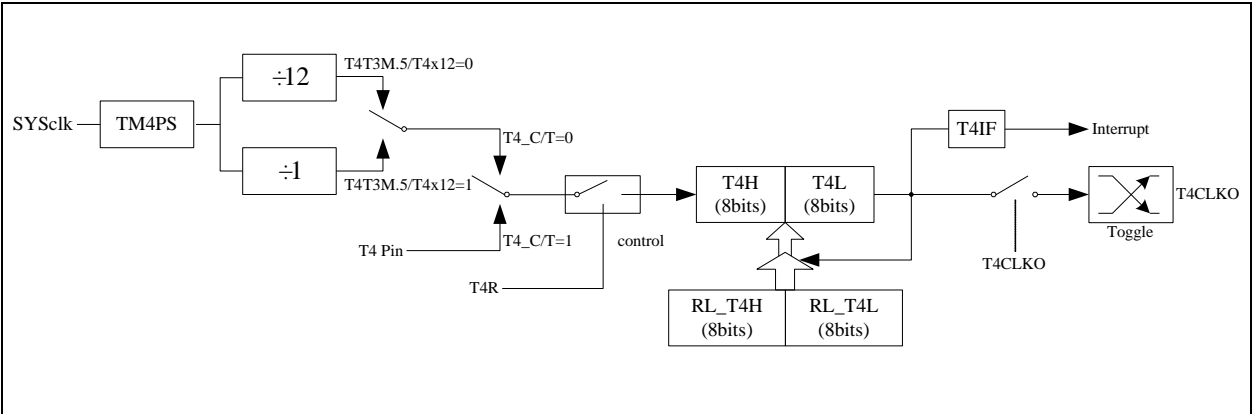 ÷12
T4T3M.5/T4x12=0
SYSclk
TM4PS
T4_C/T=0
÷1
T4T3M.5/T4x12=1
T4IF
Interrupt
T4H
(8bits)
T4L
(8bits)
T4CLKO
Toggle
T4 Pin
T4_C/T=1
control
T4R
T4CLKO
RL_T4H
(8bits)
RL_T4L
(8bits)